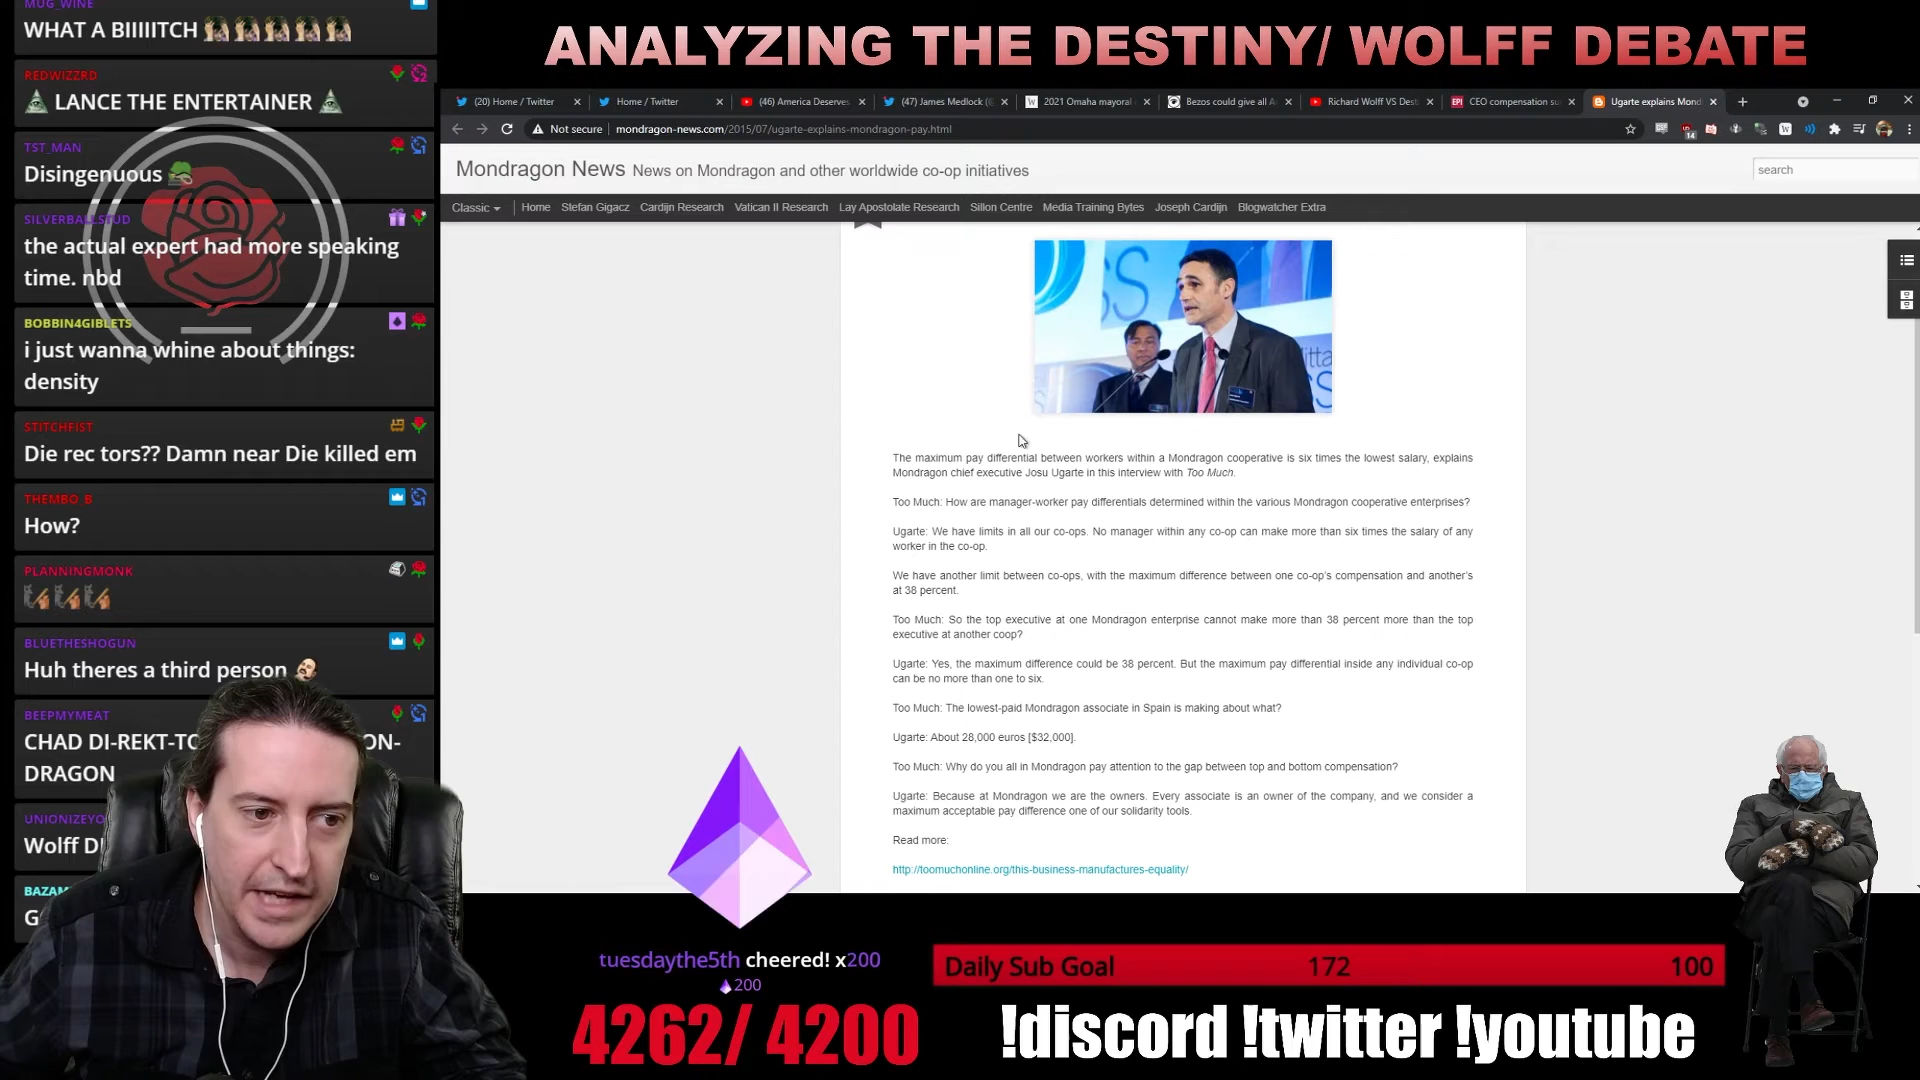 MUG_WINE
WHAT A BIIIIITCH
REDWIZZRD
LANCE THE ENTERTAINER
TST_MAN
Disingenuous
SILVERBALLSTUD
the actual expert had more speaking
time. nbd
BOBBIN4GIBLETS
i just wanna whine about things:
density
STITCHFIST
Die rec tors?? Damn near Die killed em
THEMBO_B
How?
PLANNINGMONK
BLUETHESHOGUN
Huh theres a third person
BEEPMYMEAT
CHAD DI-REKT-TO ON-
DRAGON
UNIONIZEYO
Wolff DI
BAZAM
G
ANALYZING THE DESTINY/ WOLFF DEBATE
(20) Home / Twitter
Home / Twitter
(46) America Deserves
(47) James Medlock (
2021 Omaha mayoral
Bezos could give all A
Richard Wolff VS Dest
CEO compensation su
Ugarte explains Mond
Not secure mondragon-news.com/2015/07/ugarte-explains-mondragon-pay.html
Mondragon News News on Mondragon and other worldwide co-op initiatives
search
Classic Home Stefan Gigacz Cardijn Research Vatican II Research Lay Apostolate Research Sillon Centre Media Training Bytes Joseph Cardijn Blogwatcher Extra
The maximum pay differential between workers within a Mondragon cooperative is six times the lowest salary, explains
Mondragon chief executive Josu Ugarte in this interview with Too Much.
Too Much: How are manager-worker pay differentials determined within the various Mondragon cooperative enterprises?
Ugarte: We have limits in all our co-ops. No manager within any co-op can make more than six times the salary of any
worker in the co-op.
We have another limit between co-ops, with the maximum difference between one co-op's compensation and another's
at 38 percent.
Too Much: So the top executive at one Mondragon enterprise cannot make more than 38 percent more than the top
executive at another coop?
Ugarte: Yes, the maximum difference could be 38 percent. But the maximum pay differential inside any individual co-op
can be no more than one to six.
Too Much: The lowest-paid Mondragon associate in Spain is making about what?
Ugarte: About 28,000 euros [$32,000].
Too Much: Why do you all in Mondragon pay attention to the gap between top and bottom compensation?
Ugarte: Because at Mondragon we are the owners. Every associate is an owner of the company, and we consider a
maximum acceptable pay difference one of our solidarity tools.
Read more:
http://toomuchonline.org/this-business-manufactures-equality/
tuesdaythe5th cheered! x200
200
Daily Sub Goal 172 100
4262/ 4200
!discord !twitter !youtube